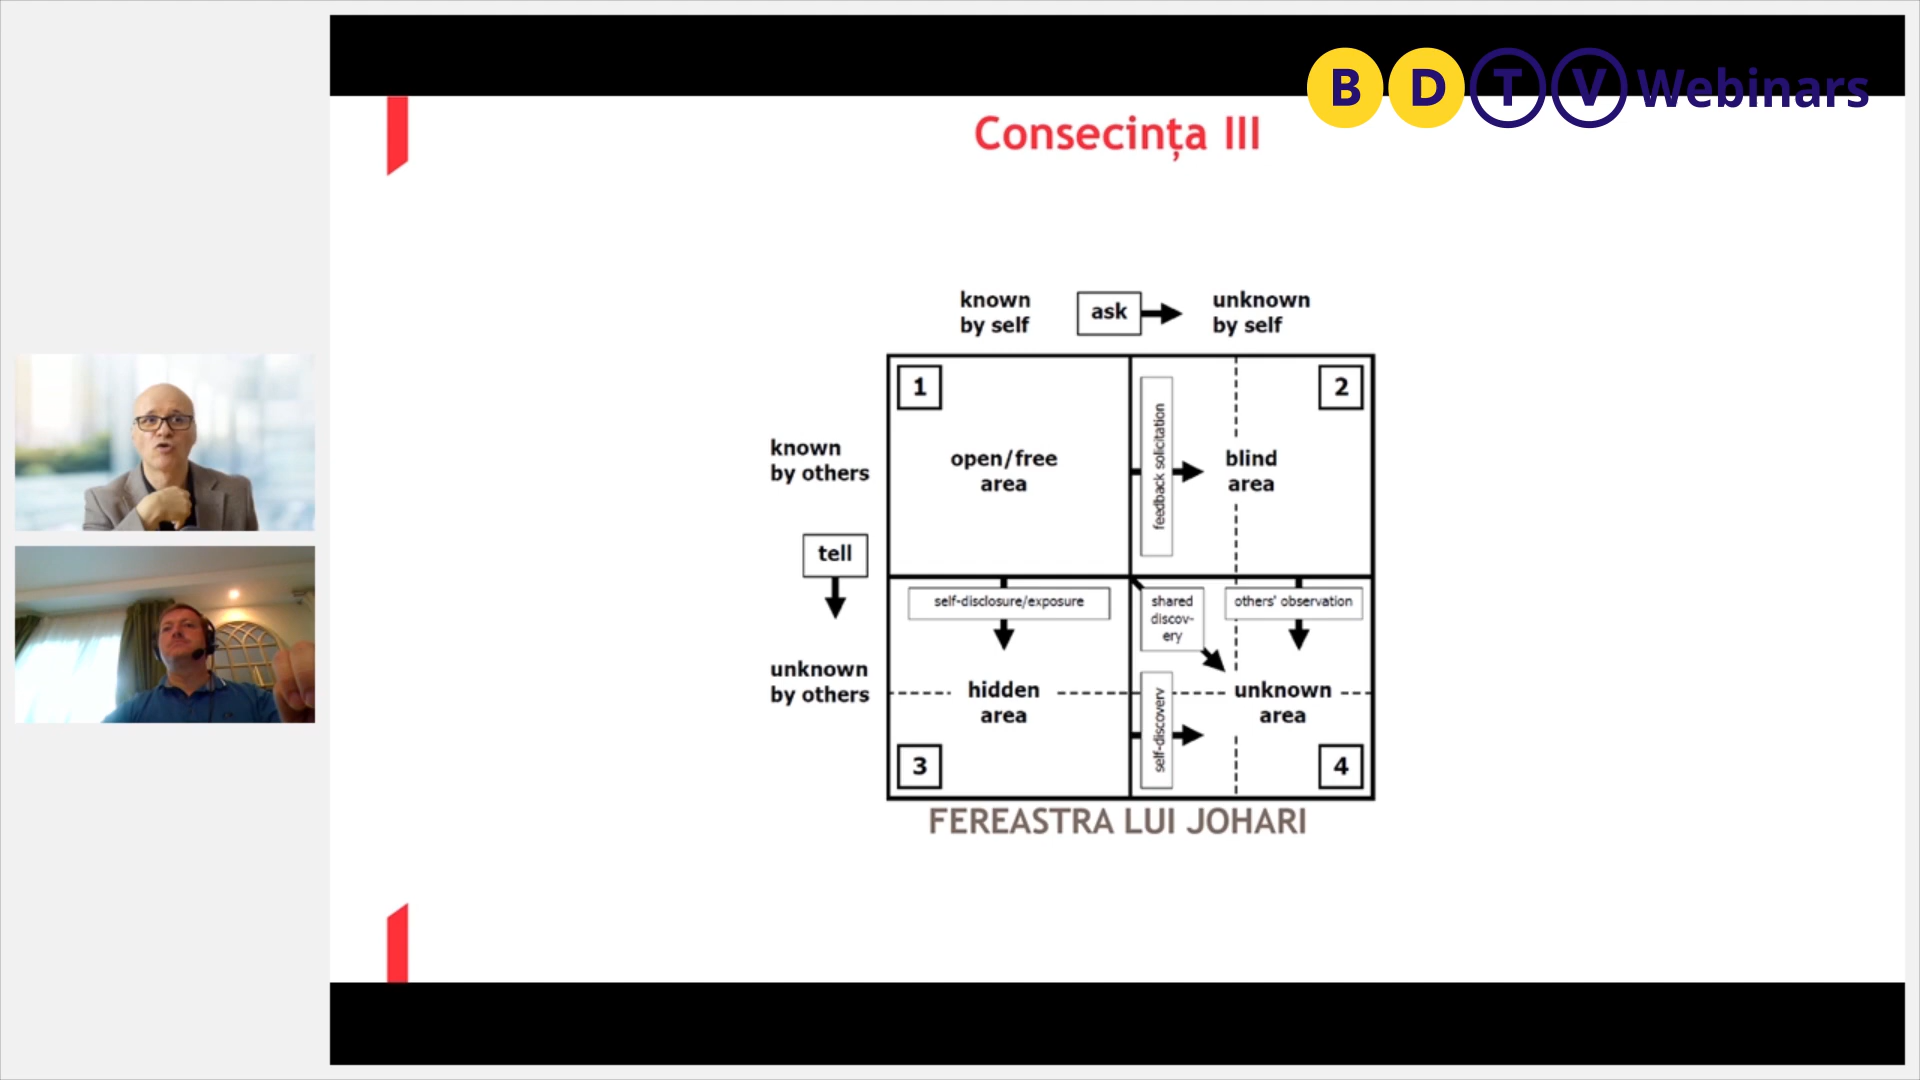 B D T V Webinars
Consecința III
known
by self
ask
unknown
by self
1
2
known
by others
open/free
area
feedback solicitation
blind
area
tell
self-disclosure/exposure
shared
discov-
ery
others' observation
unknown
by others
hidden
area
self-discovery
unknown
area
3
4
FEREASTRA LUI JOHARI